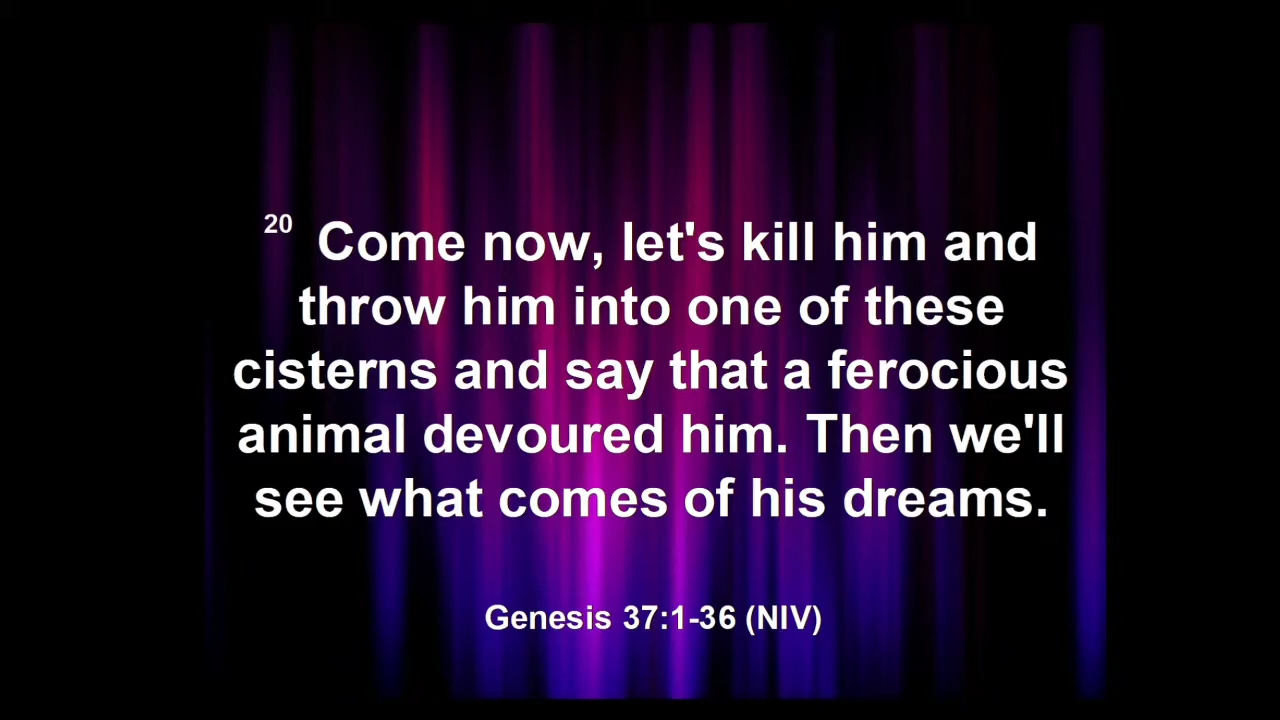 20 Come now, let's kill him and
throw him into one of these
cisterns and say that a ferocious
animal devoured him. Then we'll
see what comes of his dreams.
Genesis 37:1-36 (NIV)